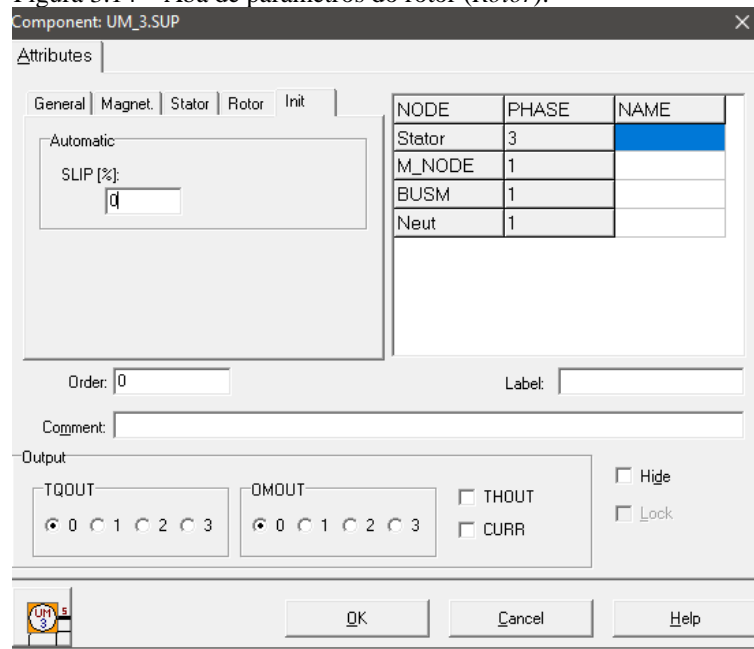 Figura 3.14 – Aba de parâmetros do rotor (Rotor).
Component: UM_3.SUP
Attributes
General Magnet. Stator Rotor Init
Automatic
SLIP [%]:
0
NODE PHASE NAME
Stator 3
M_NODE 1
BUSM 1
Neut 1
Order: 0
Label:
Comment:
Output
TQOUT
0 1 2 3
OMOUT
0 1 2 3
THOUT
CURR
Hide
Lock
UM
3
S
OK
Cancel
Help